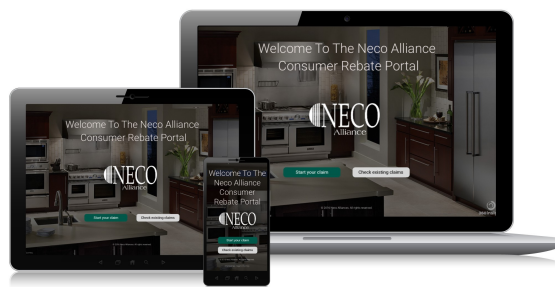 Welcome To The Neco Alliance
Consumer Rebate Portal
NECO
Alliance
Start your claim
Check existing claims
Welcome To The Neco Alliance
Consumer Rebate Portal
NECO
Alliance
Start your claim
Check existing claims
Welcome To The
Neco Alliance
Consumer
Rebate Portal
NECO
Alliance
Start your claim
Check existing claims